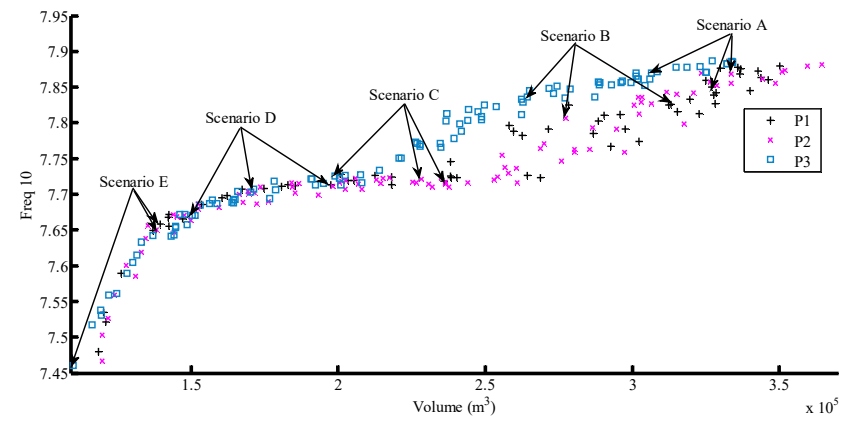 7.95
Scenario A
Scenario B
7.9
7.85
Scenario C
7.8
Scenario D
P1
P2
P3
7.75
Scenario E
7.7
Freq 10
7.65
7.6
7.55
7.5
7.45
1.5 2 2.5 3 3.5
Volume (m³) x 10⁵